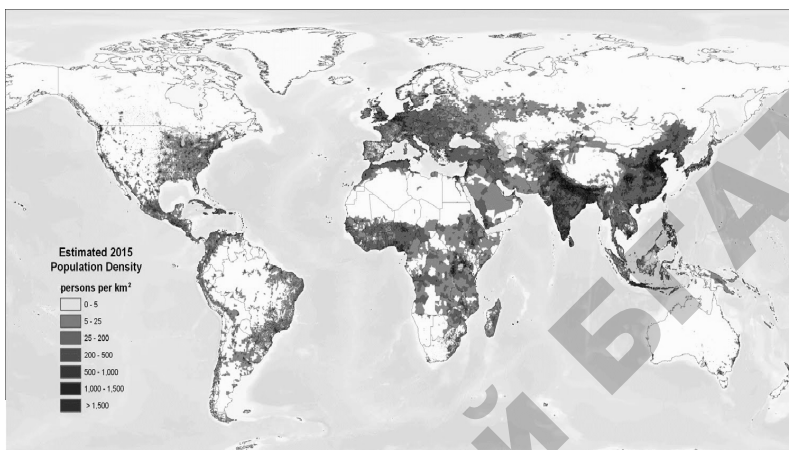 Estimated 2015
Population Density
persons per km²
0 - 5
5 - 25
25 - 200
200 - 500
500 - 1,000
1,000 - 1,500
> 1,500
Й БГАТ